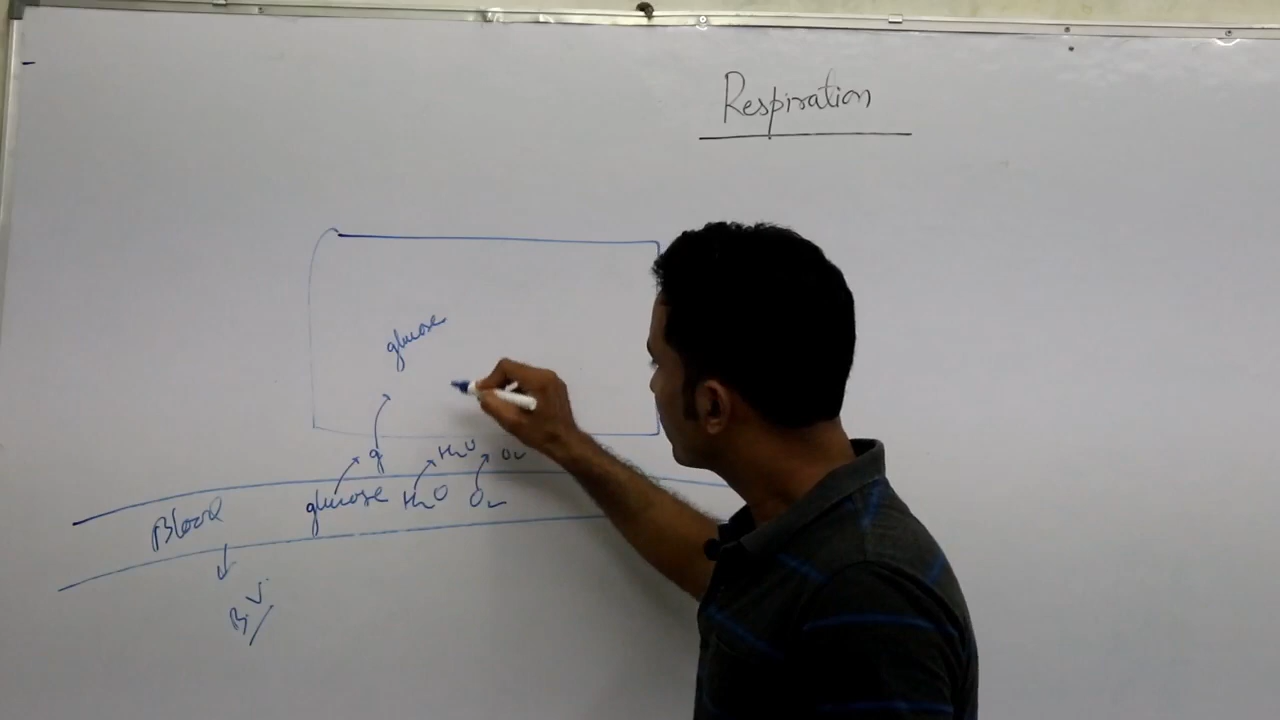 Respiration
glucose
g H₂O O₂
Blood glucose H₂O O₂
B.V